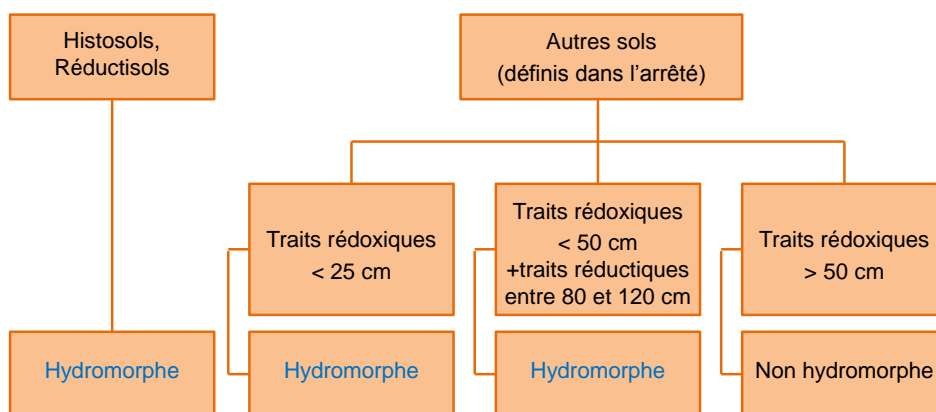 Histosols,
Réductisols
Autres sols
(définis dans l'arrêté)
Traits rédoxiques
< 25 cm
Traits rédoxiques
< 50 cm
+traits réductiques
entre 80 et 120 cm
Traits rédoxiques
> 50 cm
Hydromorphe
Hydromorphe
Hydromorphe
Non hydromorphe